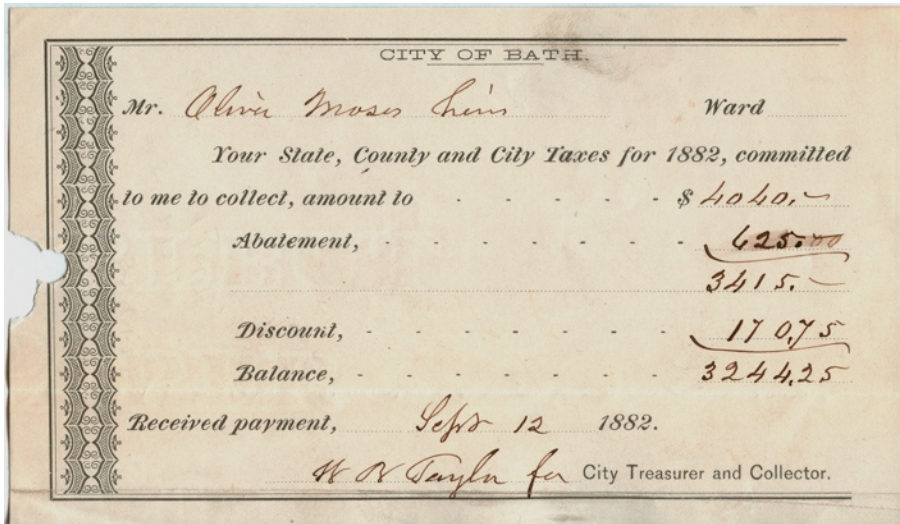 CITY OF BATH.
Mr. Oliver Moses Heirs Ward
Your State, County and City Taxes for 1882, committed
to me to collect, amount to - - - - - - $ 4040.-
Abatement, - - - - - - - - 625.00
3415.-
Discount, - - - - - - - - 170,75
Balance, - - - - - - - - 3244,25
Received payment, Sept 12 1882.
Taylor for City Treasurer and Collector.